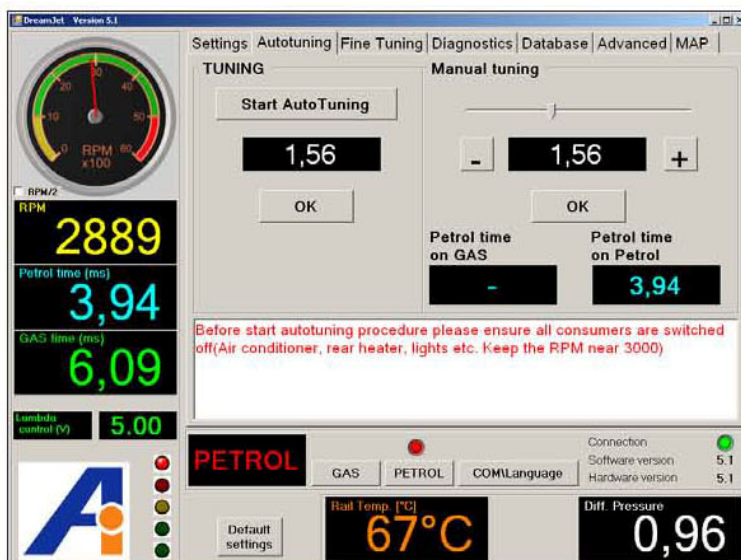 DreamJet Version 5.1
Settings Autotuning Fine Tuning Diagnostics Database Advanced MAP
0 10 20 30 40 50 60
RPM
x100
RPM/2
RPM
2889
Petrol time (ms)
3,94
GAS time (ms)
6,09
Lambda
control (V)
5.00
TUNING
Start AutoTuning
1,56
OK
Manual tuning
- 1,56 +
OK
Petrol time
on GAS
-
Petrol time
on Petrol
3,94
Before start autotuning procedure please ensure all consumers are switched
off(Air conditioner, rear heater, lights etc. Keep the RPM near 3000)
PETROL
GAS PETROL COM\Language
Connection
Software version 5.1
Hardware version 5.1
Ai
Default
settings
Rail Temp. [°C]
67°C
Diff. Pressure
0,96